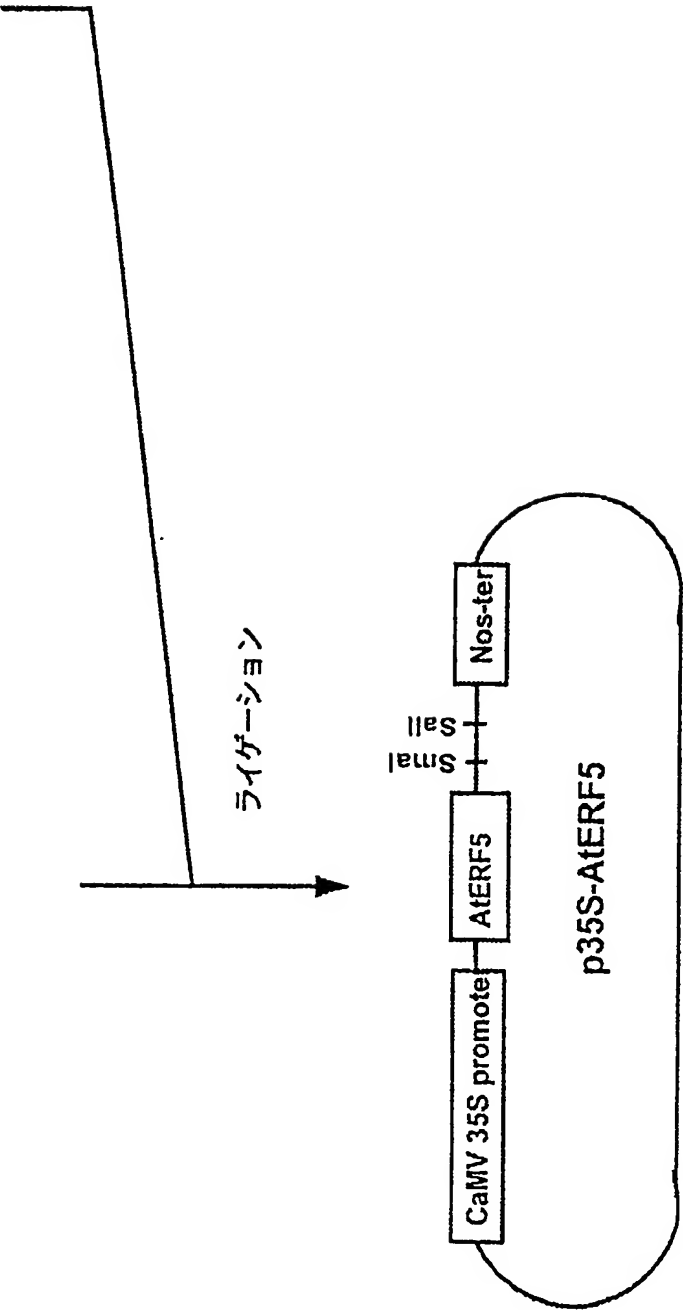 ライゲーション
SmaI
SalI
CaMV 35S promote
AtERF5
Nos-ter
p35S-AtERF5